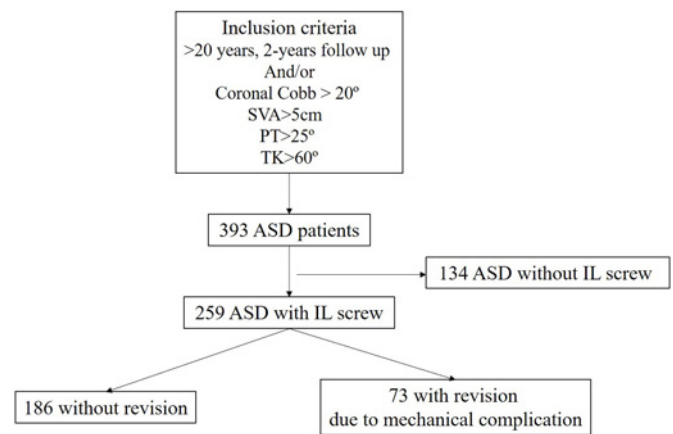 Inclusion criteria
>20 years, 2-years follow up
And/or
Coronal Cobb > 20º
SVA>5cm
PT>25º
TK>60º
393 ASD patients
134 ASD without IL screw
259 ASD with IL screw
186 without revision
73 with revision
due to mechanical complication